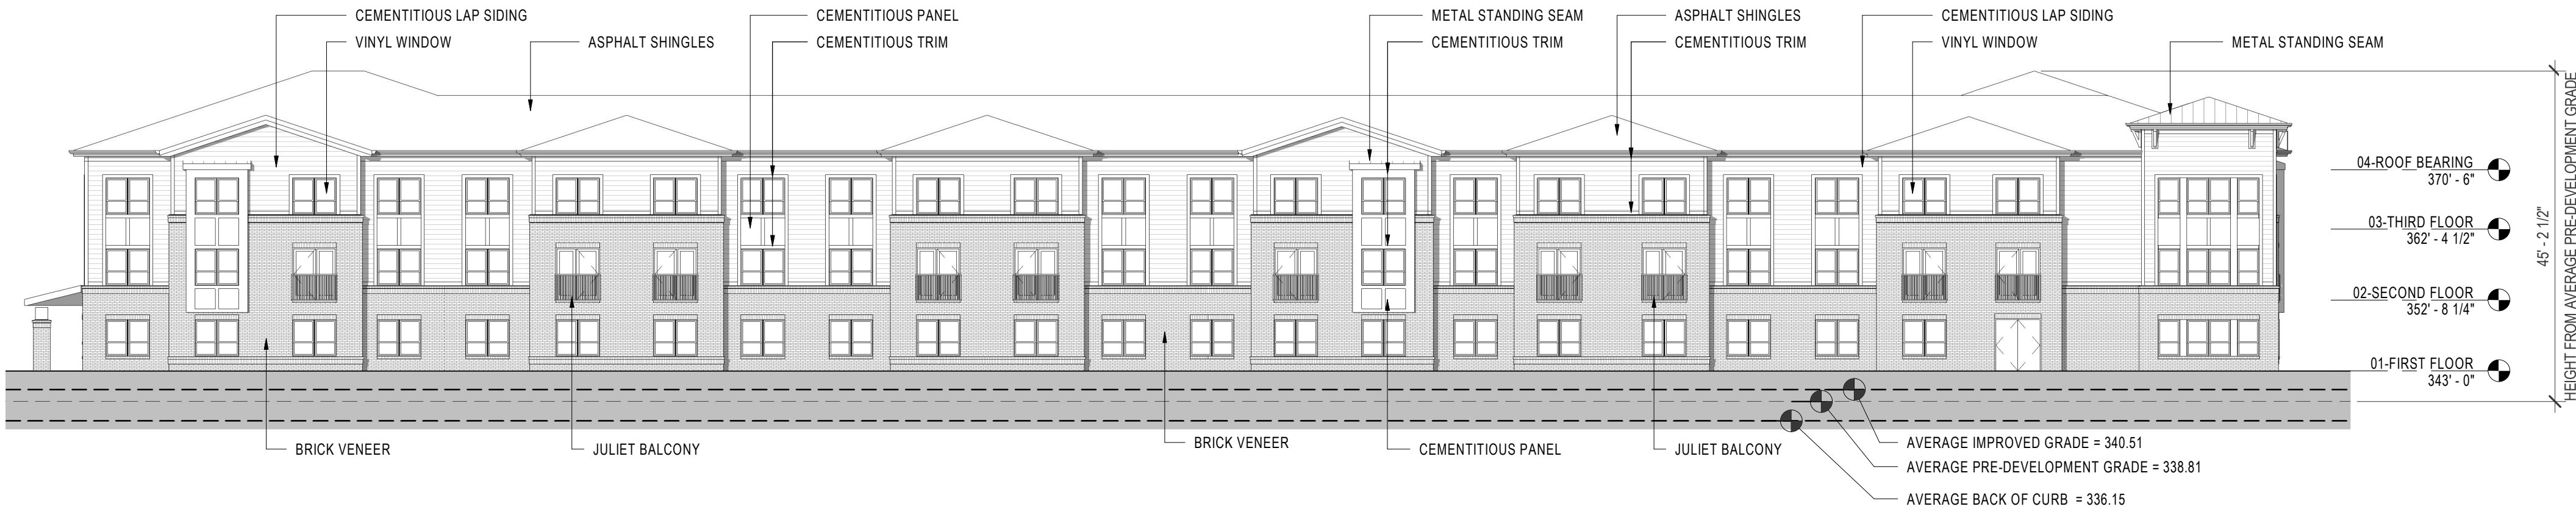 CEMENTITIOUS LAP SIDING
VINYL WINDOW
ASPHALT SHINGLES
CEMENTITIOUS PANEL
CEMENTITIOUS TRIM
METAL STANDING SEAM
CEMENTITIOUS TRIM
ASPHALT SHINGLES
CEMENTITIOUS TRIM
CEMENTITIOUS LAP SIDING
VINYL WINDOW
METAL STANDING SEAM
04-ROOF BEARING
370' - 6"
03-THIRD FLOOR
362' - 4 1/2"
02-SECOND FLOOR
352' - 8 1/4"
01-FIRST FLOOR
343' - 0"
45' - 2 1/2"
HEIGHT FROM AVERAGE PRE-DEVELOPMENT GRADE
BRICK VENEER
JULIET BALCONY
BRICK VENEER
CEMENTITIOUS PANEL
JULIET BALCONY
AVERAGE IMPROVED GRADE = 340.51
AVERAGE PRE-DEVELOPMENT GRADE = 338.81
AVERAGE BACK OF CURB = 336.15